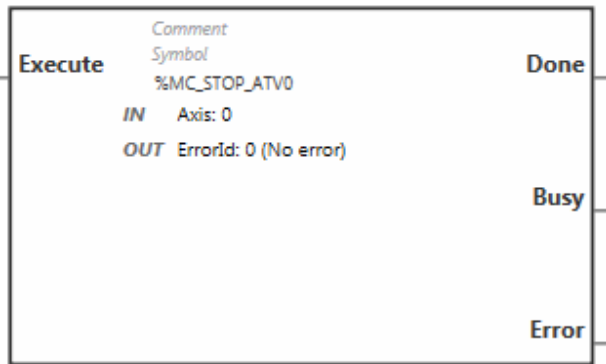 Comment
Execute
Symbol
Done
%MC_STOP_ATV0
IN Axis: 0
OUT ErrorId: 0 (No error)
Busy
Error